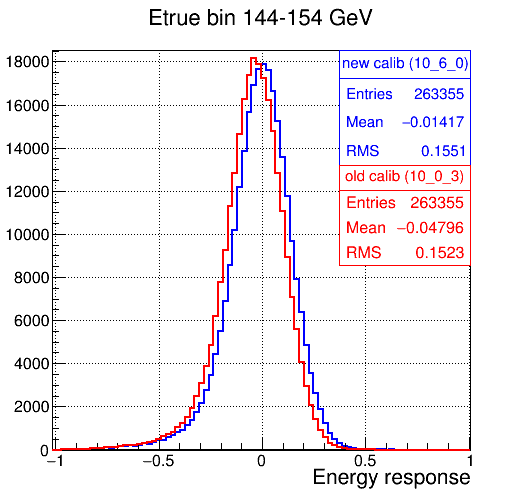 Etrue bin 144-154 GeV
new calib (10_6_0)
Entries 263355
Mean −0.01417
RMS 0.1551
old calib (10_0_3)
Entries 263355
Mean −0.04796
RMS 0.1523
18000
16000
14000
12000
10000
8000
6000
4000
2000
0
−1 −0.5 0 0.5 1
Energy response